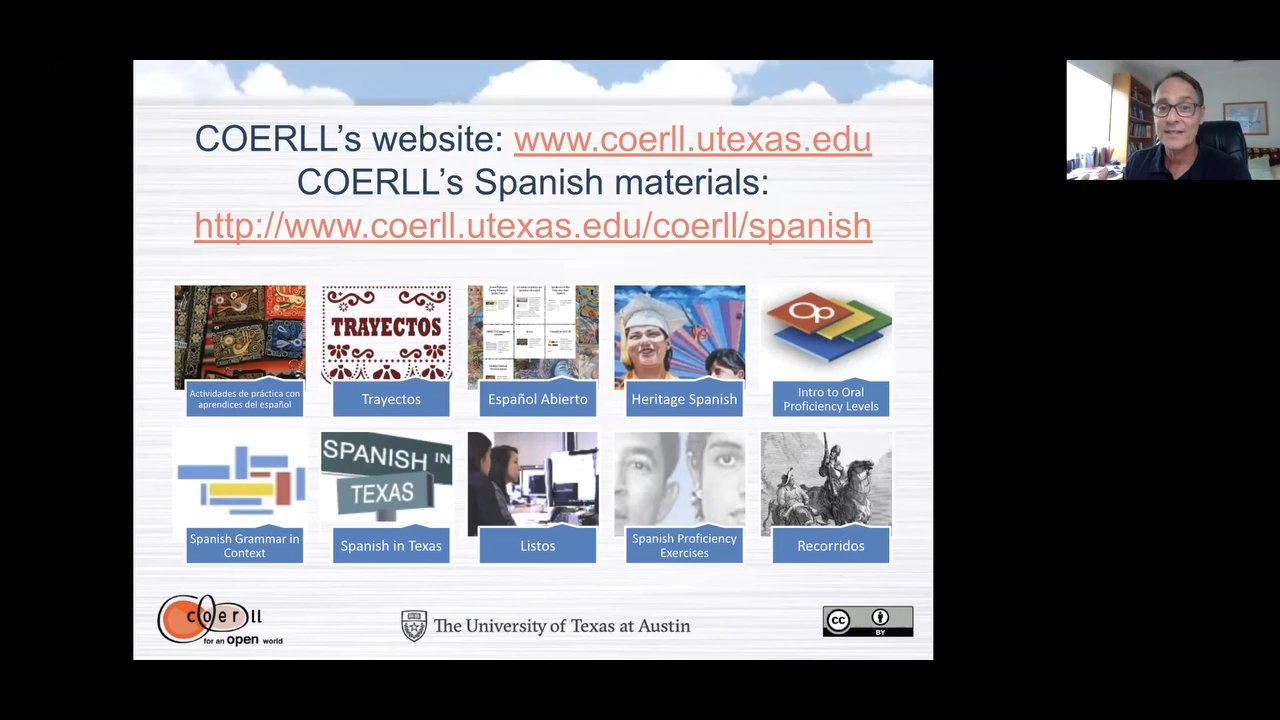 COERLL’s website: www.coerll.utexas.edu
COERLL’s Spanish materials:
http://www.coerll.utexas.edu/coerll/spanish
TRAYECTOS
Actividades de práctica con
aprendices del español
Trayectos
Español Abierto
Heritage Spanish
Intro to Oral
Proficiency Levels
SPANISH IN
TEXAS
Spanish Grammar in
Context
Spanish in Texas
Listos
Spanish Proficiency
Exercises
Recorridos
coerll
for an open world
The University of Texas at Austin
cc
BY